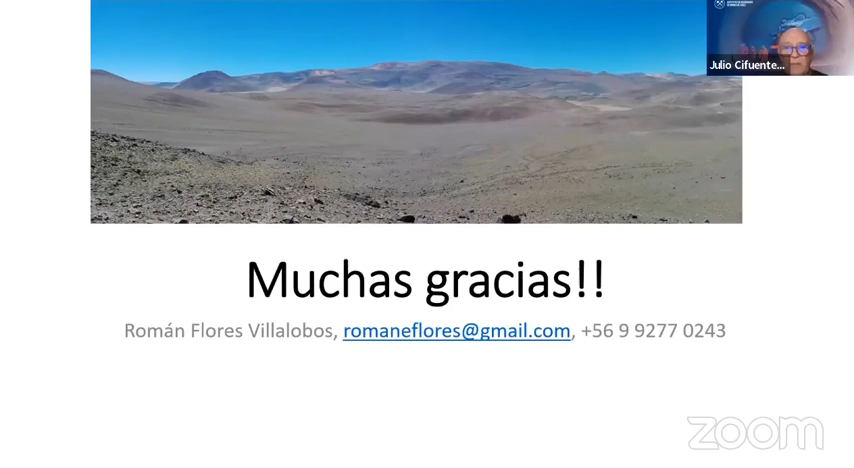 Julio Cifuente...
Muchas gracias!!
Román Flores Villalobos, romaneflores@gmail.com, +56 9 9277 0243
zoom